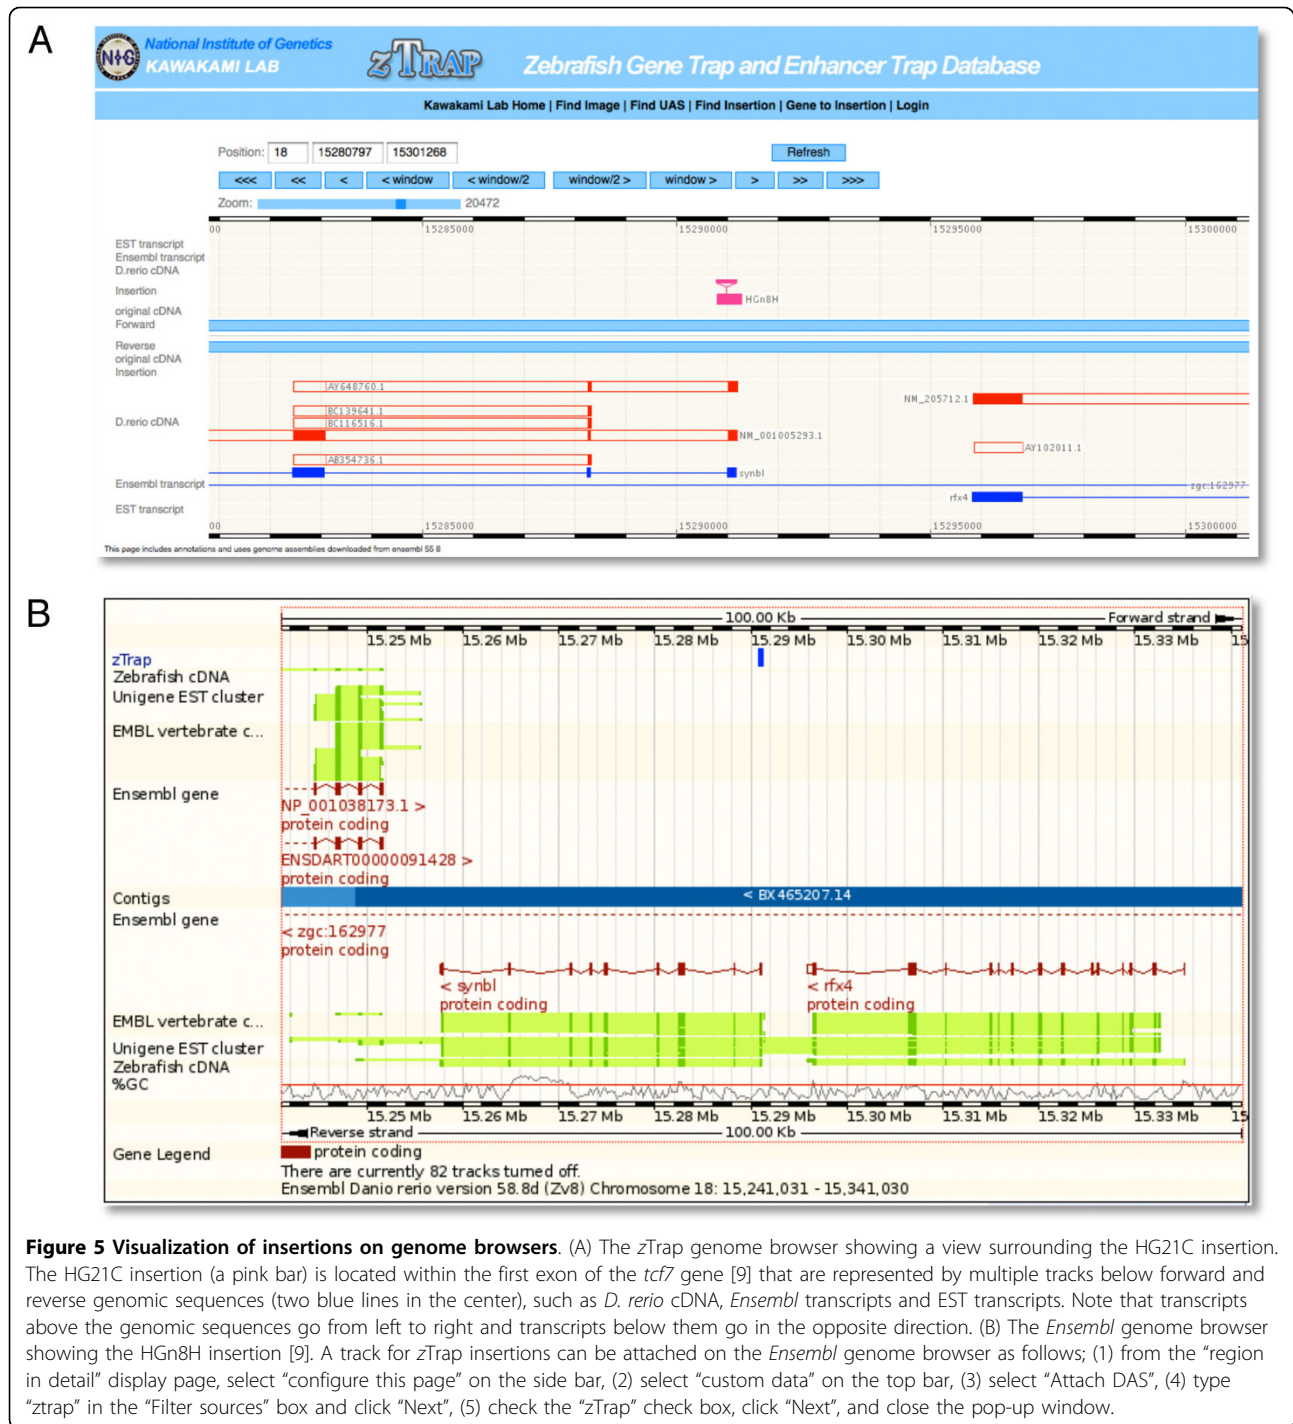 A
National Institute of Genetics
KAWAKAMI LAB
NIG
zTRAP
Zebrafish Gene Trap and Enhancer Trap Database
Kawakami Lab Home | Find Image | Find UAS | Find Insertion | Gene to Insertion | Login
Position: 18 15280797 15301268 Refresh
<<< << < < window < window/2 window/2 > window > > >> >>>
Zoom: 20472
00 15285000 15290000 15295000 15300000
EST transcript
Ensembl transcript
D.rerio cDNA
Insertion
HGn8H
original cDNA
Forward
Reverse
original cDNA
Insertion
AY648760.1
NM_205712.1
BC139641.1
D.rerio cDNA
BC116516.1
NM_001005293.1
AY102011.1
AB354736.1
synbl
Ensembl transcript
zgc:162977
rfx4
EST transcript
00 15285000 15290000 15295000 15300000
This page includes annotations and uses genome assemblies downloaded from ensembl 55 8
B
100.00 Kb Forward strand
15.25 Mb 15.26 Mb 15.27 Mb 15.28 Mb 15.29 Mb 15.30 Mb 15.31 Mb 15.32 Mb 15.33 Mb 15
zTrap
Zebrafish cDNA
Unigene EST cluster
EMBL vertebrate c...
Ensembl gene
NP_001038173.1 >
protein coding
ENSDART00000091428 >
protein coding
Contigs < BX465207.14
Ensembl gene
< zgc:162977
protein coding
< synbl < rfx4
protein coding protein coding
EMBL vertebrate c...
Unigene EST cluster
Zebrafish cDNA
%GC
15.25 Mb 15.26 Mb 15.27 Mb 15.28 Mb 15.29 Mb 15.30 Mb 15.31 Mb 15.32 Mb 15.33 Mb 15
Reverse strand 100.00 Kb
Gene Legend protein coding
There are currently 82 tracks turned off.
Ensembl Danio rerio version 58.8d (Zv8) Chromosome 18: 15,241,031 - 15,341,030
Figure 5 Visualization of insertions on genome browsers. (A) The zTrap genome browser showing a view surrounding the HG21C insertion.
The HG21C insertion (a pink bar) is located within the first exon of the tcf7 gene [9] that are represented by multiple tracks below forward and
reverse genomic sequences (two blue lines in the center), such as D. rerio cDNA, Ensembl transcripts and EST transcripts. Note that transcripts
above the genomic sequences go from left to right and transcripts below them go in the opposite direction. (B) The Ensembl genome browser
showing the HGn8H insertion [9]. A track for zTrap insertions can be attached on the Ensembl genome browser as follows; (1) from the “region
in detail” display page, select “configure this page” on the side bar, (2) select “custom data” on the top bar, (3) select “Attach DAS”, (4) type
“ztrap” in the “Filter sources” box and click “Next”, (5) check the “zTrap” check box, click “Next”, and close the pop-up window.